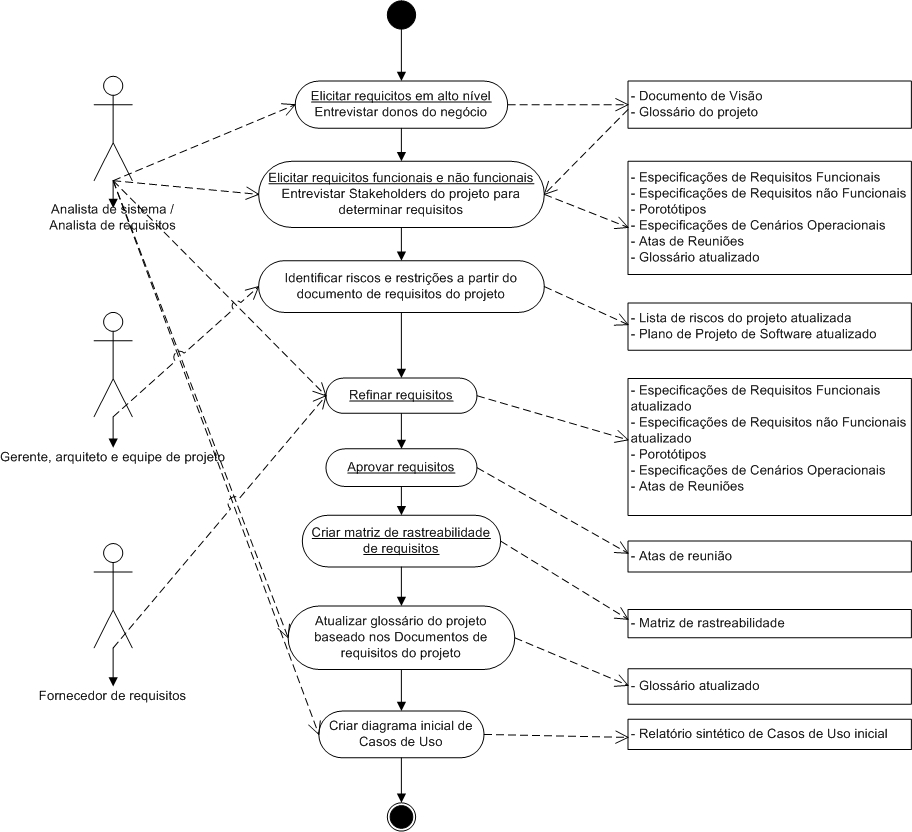 Elicitar requicitos em alto nível
Entrevistar donos do negócio
- Documento de Visão
- Glossário do projeto
Elicitar requicitos funcionais e não funcionais
Entrevistar Stakeholders do projeto para
determinar requisitos
- Especificações de Requisitos Funcionais
- Especificações de Requisitos não Funcionais
- Porotótipos
- Especificações de Cenários Operacionais
- Atas de Reuniões
- Glossário atualizado
Analista de sistema /
Analista de requisitos
Identificar riscos e restrições a partir do
documento de requisitos do projeto
- Lista de riscos do projeto atualizada
- Plano de Projeto de Software atualizado
Gerente, arquiteto e equipe de projeto
Refinar requisitos
- Especificações de Requisitos Funcionais
atualizado
- Especificações de Requisitos não Funcionais
atualizado
- Porotótipos
- Especificações de Cenários Operacionais
- Atas de Reuniões
Aprovar requisitos
- Atas de reunião
Criar matriz de rastreabilidade
de requisitos
- Matriz de rastreabilidade
Fornecedor de requisitos
Atualizar glossário do projeto
baseado nos Documentos de
requisitos do projeto
- Glossário atualizado
Criar diagrama inicial de
Casos de Uso
- Relatório sintético de Casos de Uso inicial